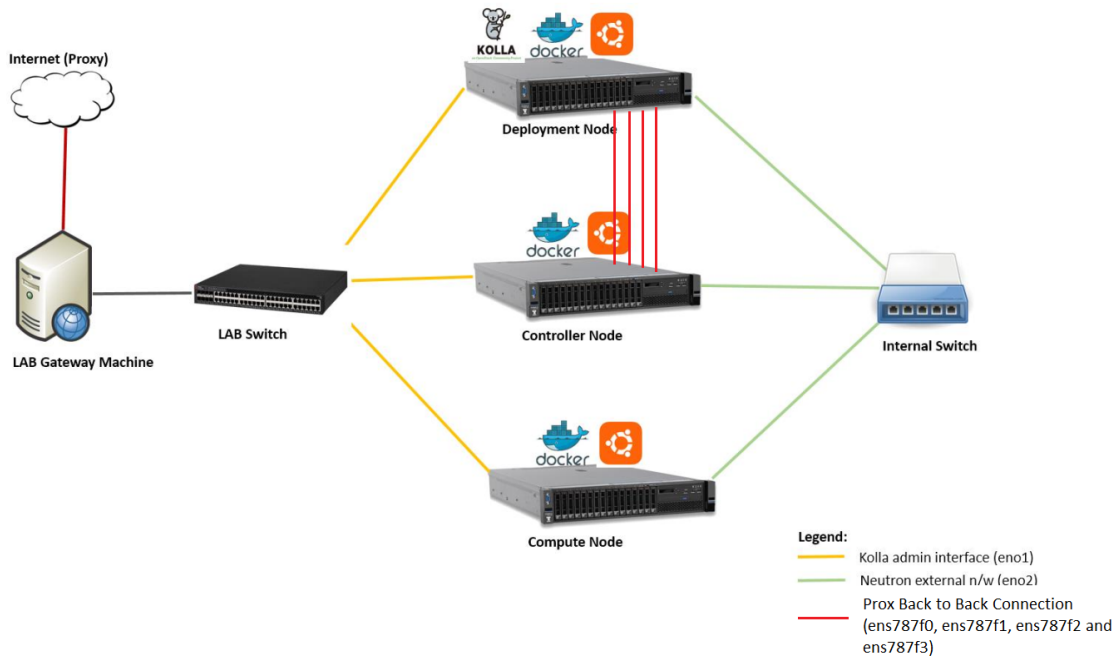 KOLLA
docker
Internet (Proxy)
Deployment Node
docker
LAB Switch
Controller Node
Internal Switch
LAB Gateway Machine
docker
Compute Node
Legend:
Kolla admin interface (eno1)
Neutron external n/w (eno2)
Prox Back to Back Connection
(ens787f0, ens787f1, ens787f2 and
ens787f3)